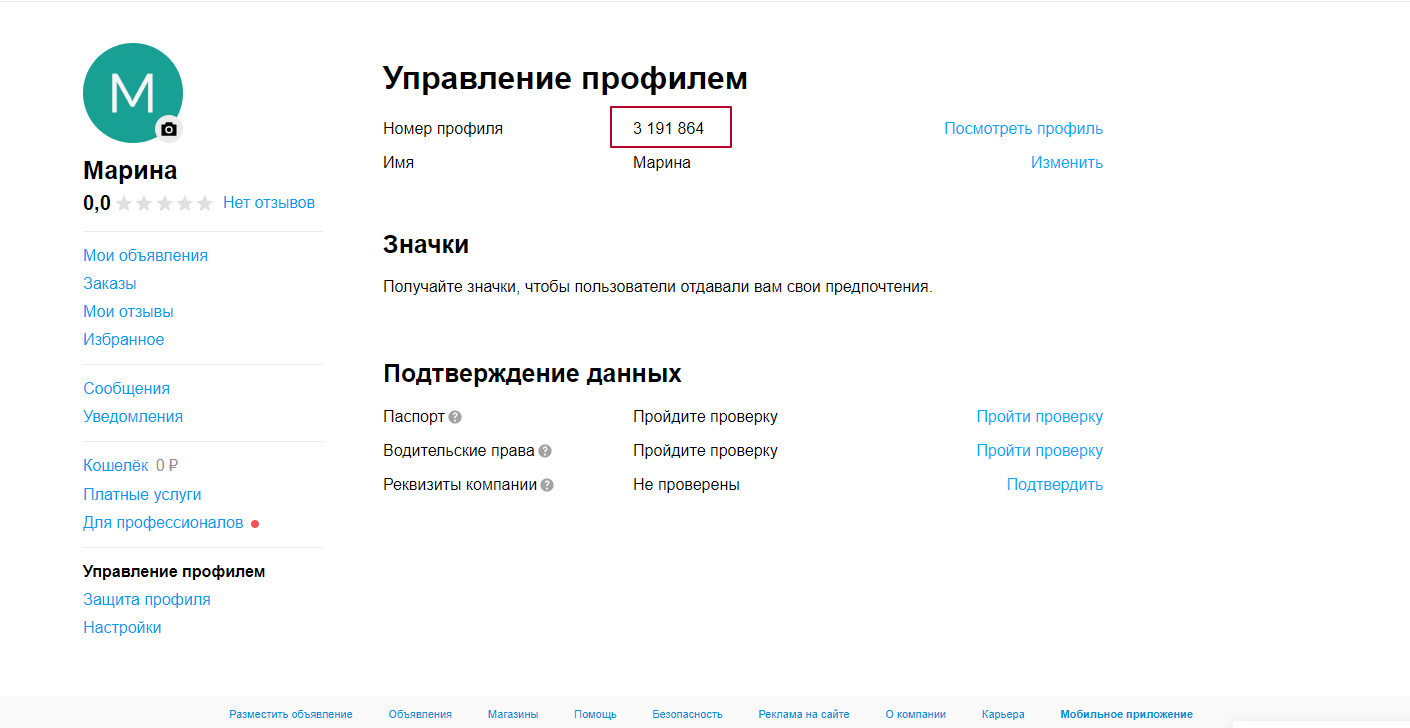 М
Марина
0,0 Нет отзывов
Мои объявления
Заказы
Мои отзывы
Избранное
Сообщения
Уведомления
Кошелёк 0 ₽
Платные услуги
Для профессионалов
Управление профилем
Защита профиля
Настройки
Управление профилем
Номер профиля 3 191 864 Посмотреть профиль
Имя Марина Изменить
Значки
Получайте значки, чтобы пользователи отдавали вам свои предпочтения.
Подтверждение данных
Паспорт ? Пройдите проверку Пройти проверку
Водительские права ? Пройдите проверку Пройти проверку
Реквизиты компании ? Не проверены Подтвердить
Разместить объявление Объявления Магазины Помощь Безопасность Реклама на сайте О компании Карьера Мобильное приложение